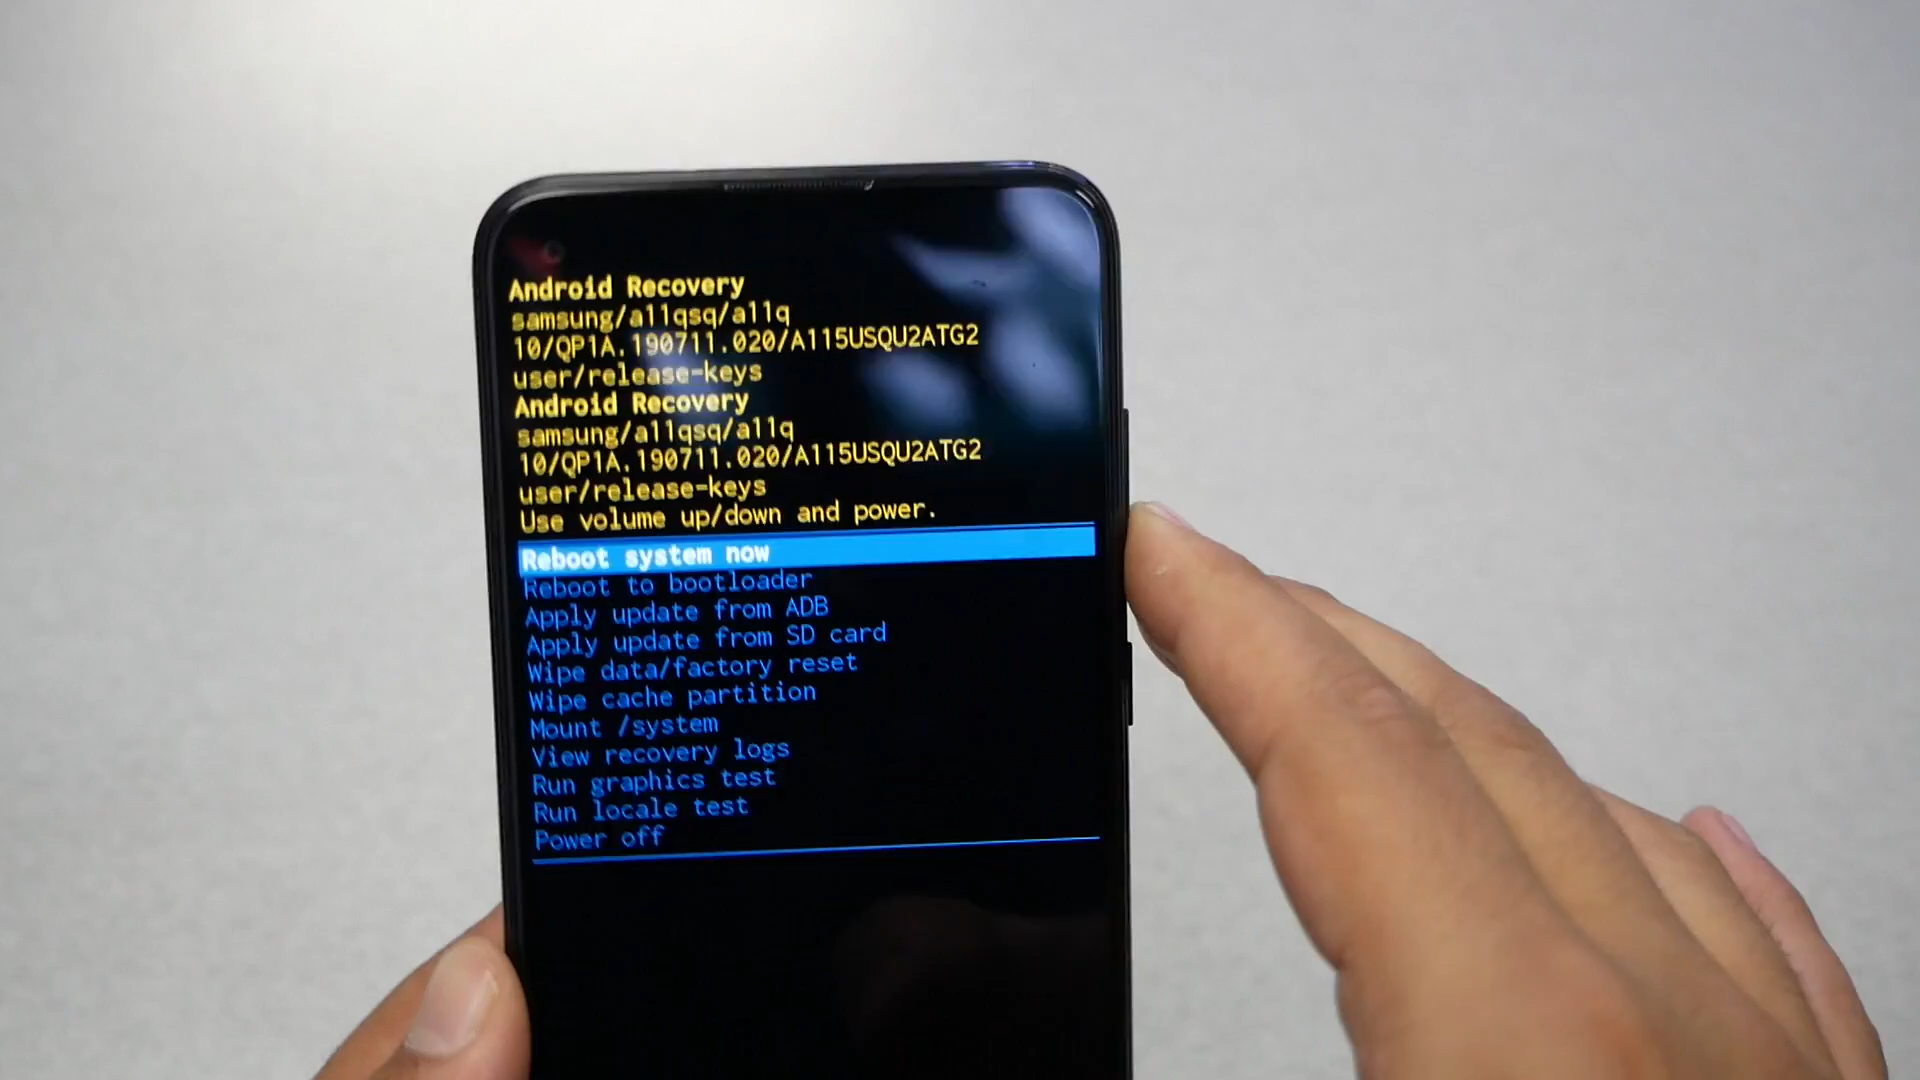 Android Recovery
samsung/a11qsq/a11q
10/QP1A.190711.020/A115USQU2ATG2
user/release-keys
Android Recovery
samsung/a11qsq/a11q
10/QP1A.190711.020/A115USQU2ATG2
user/release-keys
Use volume up/down and power.
Reboot system now
Reboot to bootloader
Apply update from ADB
Apply update from SD card
Wipe data/factory reset
Wipe cache partition
Mount /system
View recovery logs
Run graphics test
Run locale test
Power off